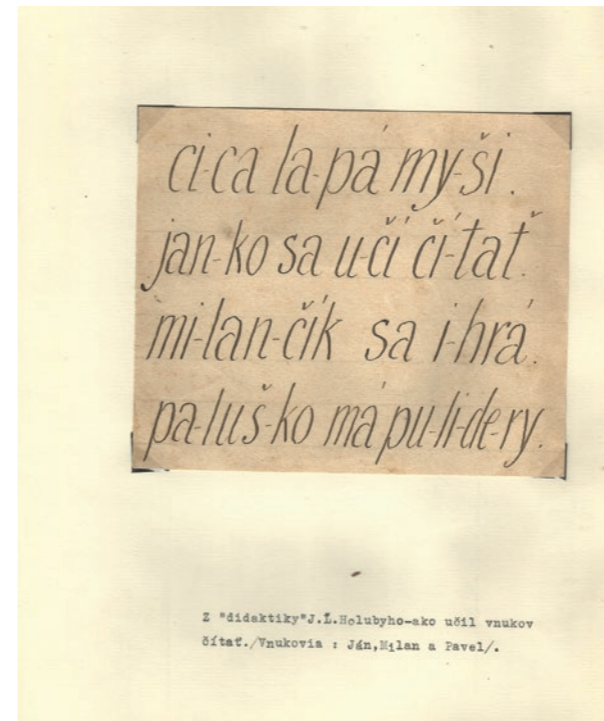 ci-ca la-pá my-ši.
jan-ko sa u-čí čí-tať.
mi-lan-čík sa i-hrá.
pa-luš-ko má pu-li-de-ry.
Z "didaktiky"J.Ľ.Holubyho-ako učil vnukov
čítať./Vnukovia : Ján,Milan a Pavel/.